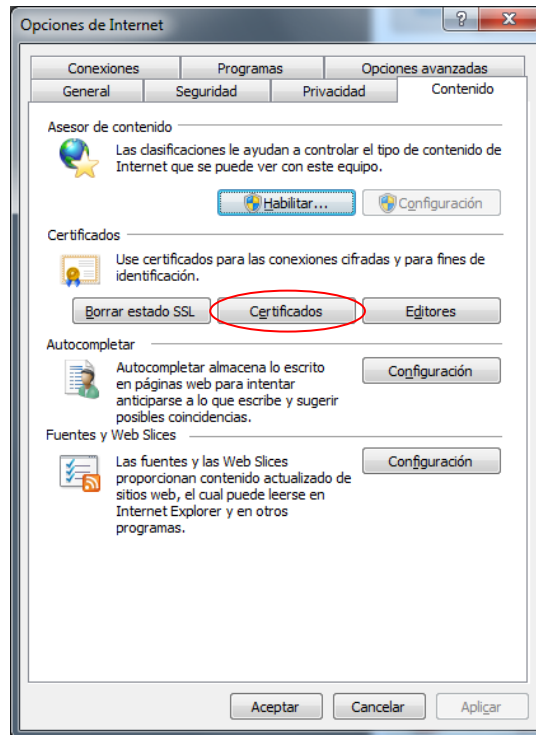 Opciones de Internet
Conexiones Programas Opciones avanzadas
General Seguridad Privacidad Contenido
Asesor de contenido
Las clasificaciones le ayudan a controlar el tipo de contenido de
Internet que se puede ver con este equipo.
Habilitar... Configuración
Certificados
Use certificados para las conexiones cifradas y para fines de
identificación.
Borrar estado SSL Certificados Editores
Autocompletar
Autocompletar almacena lo escrito
en páginas web para intentar
anticiparse a lo que escribe y sugerir
posibles coincidencias.
Configuración
Fuentes y Web Slices
Las fuentes y las Web Slices
proporcionan contenido actualizado de
sitios web, el cual puede leerse en
Internet Explorer y en otros
programas.
Configuración
Aceptar Cancelar Aplicar